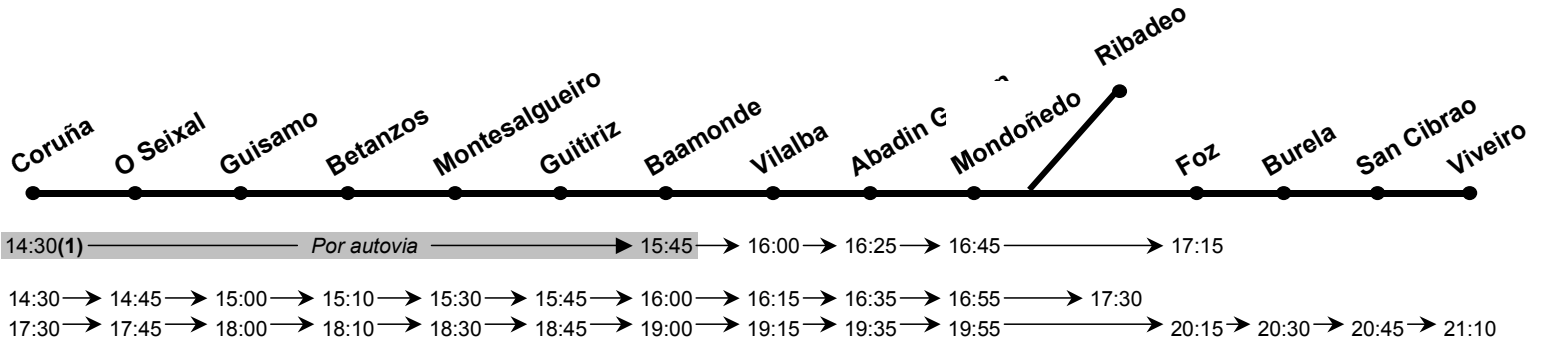 Coruña O Seixal Guisamo Betanzos Montesalgueiro Guitiriz Baamonde Vilalba Abadin Mondoñedo Ribadeo Foz Burela San Cibrao Viveiro
14:30(1) Por autovia 15:45 16:00 16:25 16:45 17:15
14:30 14:45 15:00 15:10 15:30 15:45 16:00 16:15 16:35 16:55 17:30
17:30 17:45 18:00 18:10 18:30 18:45 19:00 19:15 19:35 19:55 20:15 20:30 20:45 21:10